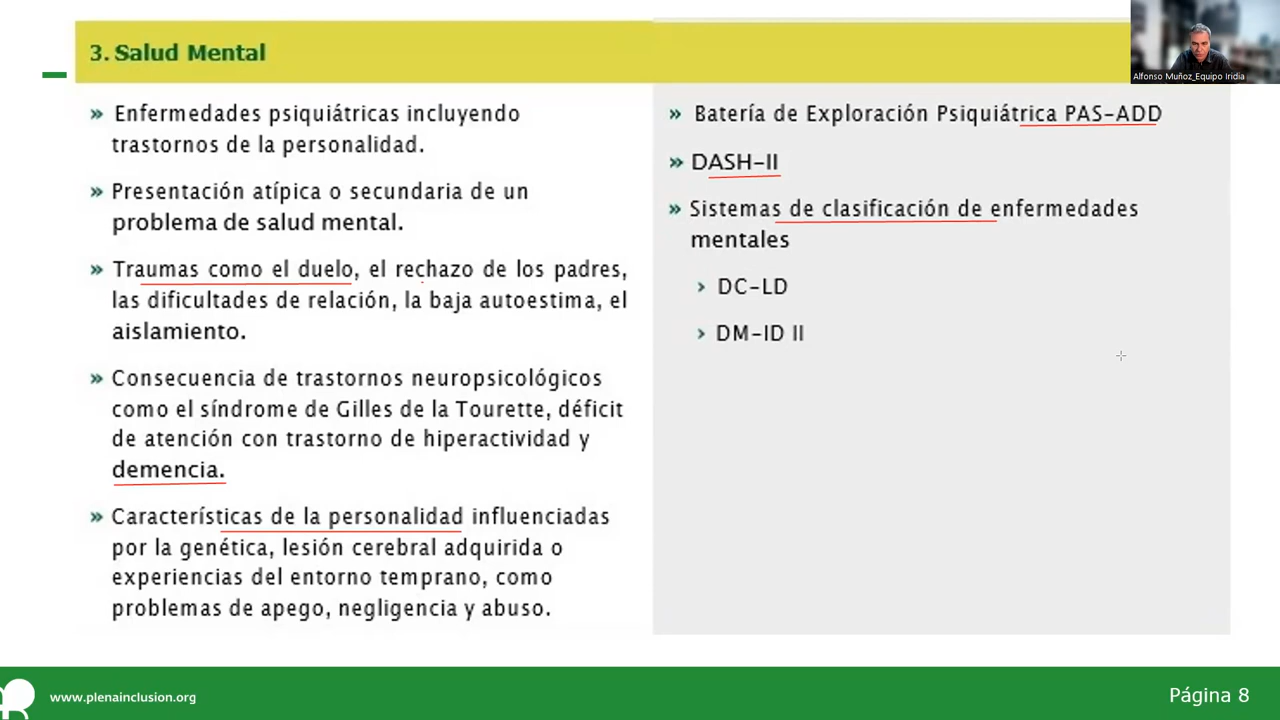 3. Salud Mental
» Enfermedades psiquiátricas incluyendo
trastornos de la personalidad.
» Presentación atípica o secundaria de un
problema de salud mental.
» Traumas como el duelo, el rechazo de los padres,
las dificultades de relación, la baja autoestima, el
aislamiento.
» Consecuencia de trastornos neuropsicológicos
como el síndrome de Gilles de la Tourette, déficit
de atención con trastorno de hiperactividad y
demencia.
» Características de la personalidad influenciadas
por la genética, lesión cerebral adquirida o
experiencias del entorno temprano, como
problemas de apego, negligencia y abuso.
» Batería de Exploración Psiquiátrica PAS-ADD
» DASH-II
» Sistemas de clasificación de enfermedades
mentales
› DC-LD
› DM-ID II
Alfonso Muñoz_Equipo Iridia
www.plenainclusion.org
Página 8